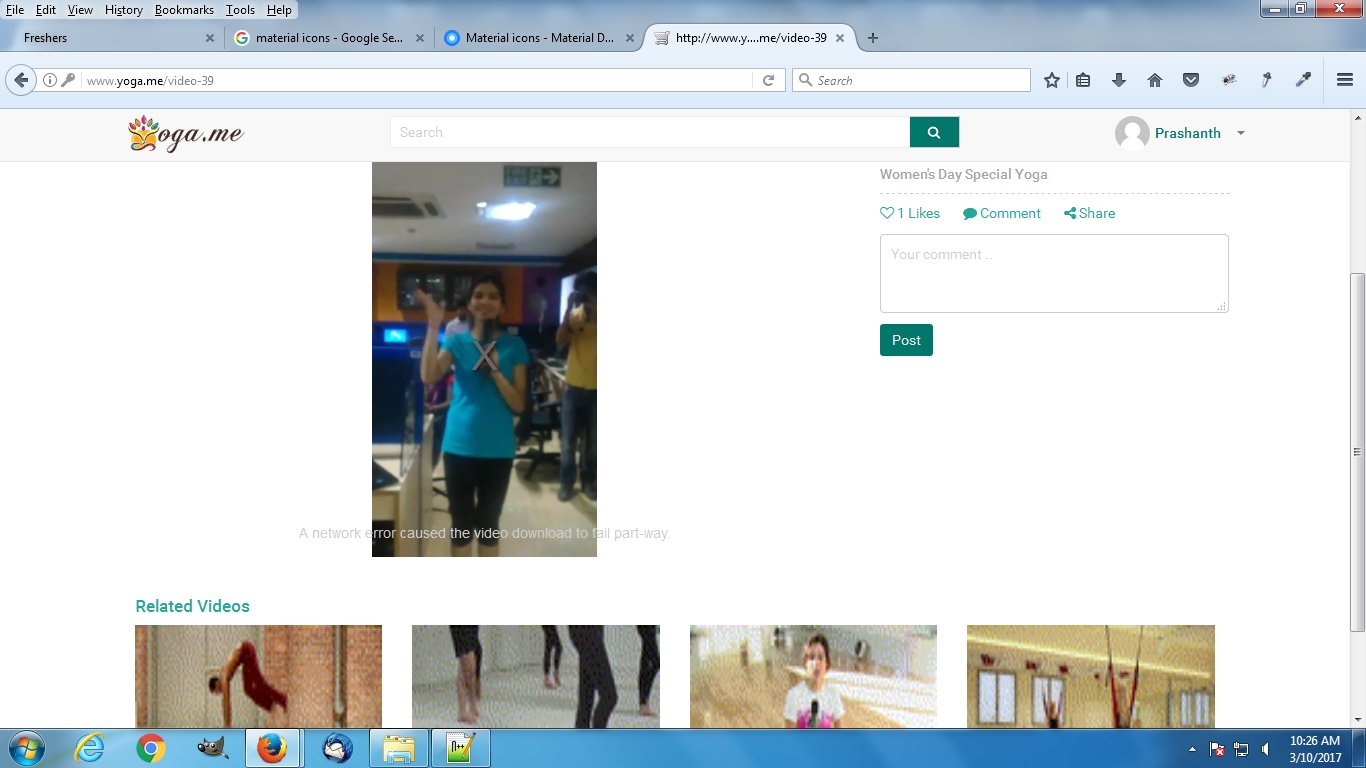 File Edit View History Bookmarks Tools Help
Freshers
material icons - Google Se...
Material icons - Material D...
http://www.y....me/video-39
www.yoga.me/video-39
Search
yoga.me
Search
Prashanth
Women's Day Special Yoga
1 Likes Comment Share
Your comment ..
Post
X
A network error caused the video download to fail part-way.
Related Videos
10:26 AM
3/10/2017